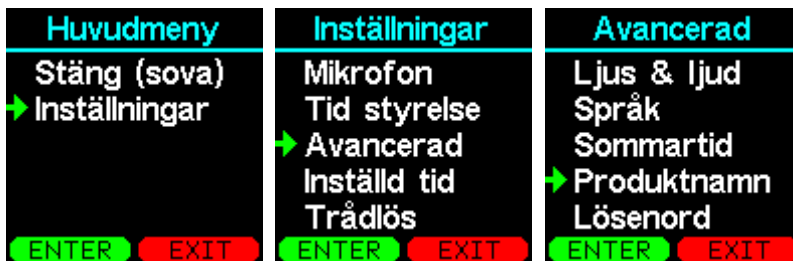 Huvudmeny
Stäng (sova)
Inställningar
ENTER EXIT
Inställningar
Mikrofon
Tid styrelse
Avancerad
Inställd tid
Trådlös
ENTER EXIT
Avancerad
Ljus & ljud
Språk
Sommartid
Produktnamn
Lösenord
ENTER EXIT